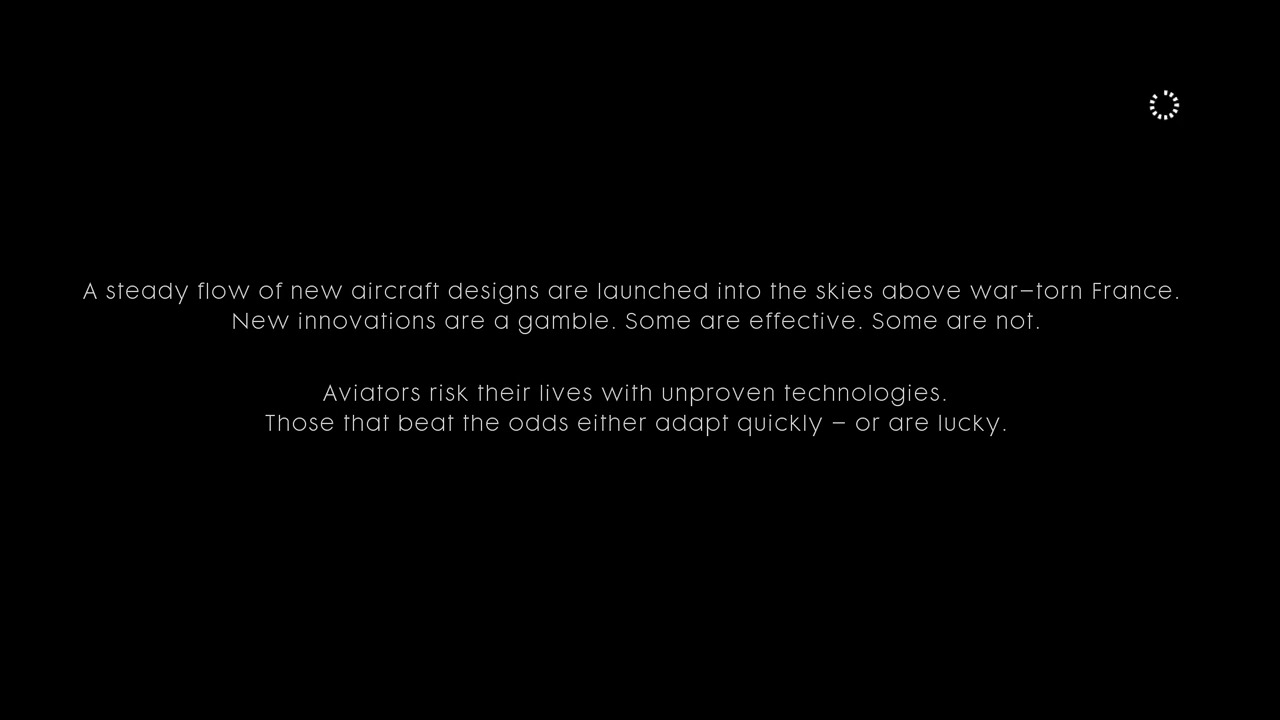 A steady flow of new aircraft designs are launched into the skies above war–torn France.
New innovations are a gamble. Some are effective. Some are not.
Aviators risk their lives with unproven technologies.
Those that beat the odds either adapt quickly – or are lucky.